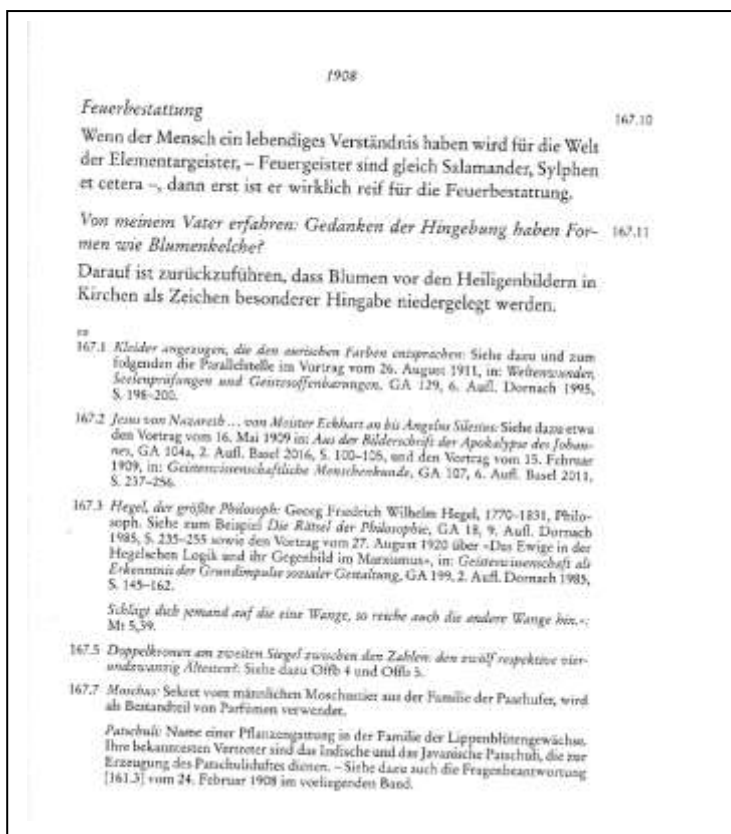 1908
Feuerbestattung
167.10
Wenn der Mensch ein lebendiges Verständnis haben wird für die Welt
der Elementargeister, – Feuergeister sind gleich Salamander, Sylphen
et cetera –, dann erst ist er wirklich reif für die Feuerbestattung.
Von meinem Vater erfahren: Gedanken der Hingebung haben For-
men wie Blumenkelche?
167.11
Darauf ist zurückzuführen, dass Blumen vor den Heiligenbildern in
Kirchen als Zeichen besonderer Hingabe niedergelegt werden.
167.1 Kleider angezogen, die den aurischen Farben entsprachen: Siehe dazu und zum
folgenden die Parallelstelle im Vortrag vom 26. August 1911, in: Weltenwunder,
Seelenprüfungen und Geistesoffenbarungen, GA 129, 6. Aufl. Dornach 1995,
S. 198–200.
167.2 Jesus von Nazareth ... von Meister Eckhart an bis Angelus Silesius: Siehe dazu etwa
den Vortrag vom 16. Mai 1909 in: Aus der Bilderschrift der Apokalypse des Johan-
nes, GA 104a, 2. Aufl. Basel 2016, S. 100–105, und den Vortrag vom 15. Februar
1909, in: Geisteswissenschaftliche Menschenkunde, GA 107, 6. Aufl. Basel 2011,
S. 237–256.
167.3 Hegel, der größte Philosoph: Georg Friedrich Wilhelm Hegel, 1770–1831, Philo-
soph. Siehe zum Beispiel Die Rätsel der Philosophie, GA 18, 9. Aufl. Dornach
1985, S. 235–255 sowie den Vortrag vom 27. August 1920 über «Das Ewige in der
Hegelschen Logik und ihr Gegenbild im Marxismus», in: Geisteswissenschaft als
Erkenntnis der Grundimpulse sozialer Gestaltung, GA 199, 2. Aufl. Dornach 1985,
S. 145–162.
Schlägt dich jemand auf die eine Wange, so reiche auch die andere Wange hin.»:
Mt 5,39.
167.5 Doppelkronen am zweiten Siegel zwischen den Zahlen: den zwölf respektive vier-
undzwanzig Ältesten?: Siehe dazu Offb 4 und Offb 5.
167.7 Moschus: Sekret vom männlichen Moschustier aus der Familie der Paarhufer, wird
als Bestandteil von Parfümen verwendet.
Patschuli: Name einer Pflanzengattung in der Familie der Lippenblütengewächse.
Ihre bekanntesten Vertreter sind das Indische und das Javanische Patschuli, die zur
Erzeugung des Patschuliduftes dienen. – Siehe dazu auch die Fragenbeantwortung
[161.3] vom 24. Februar 1908 im vorliegenden Band.